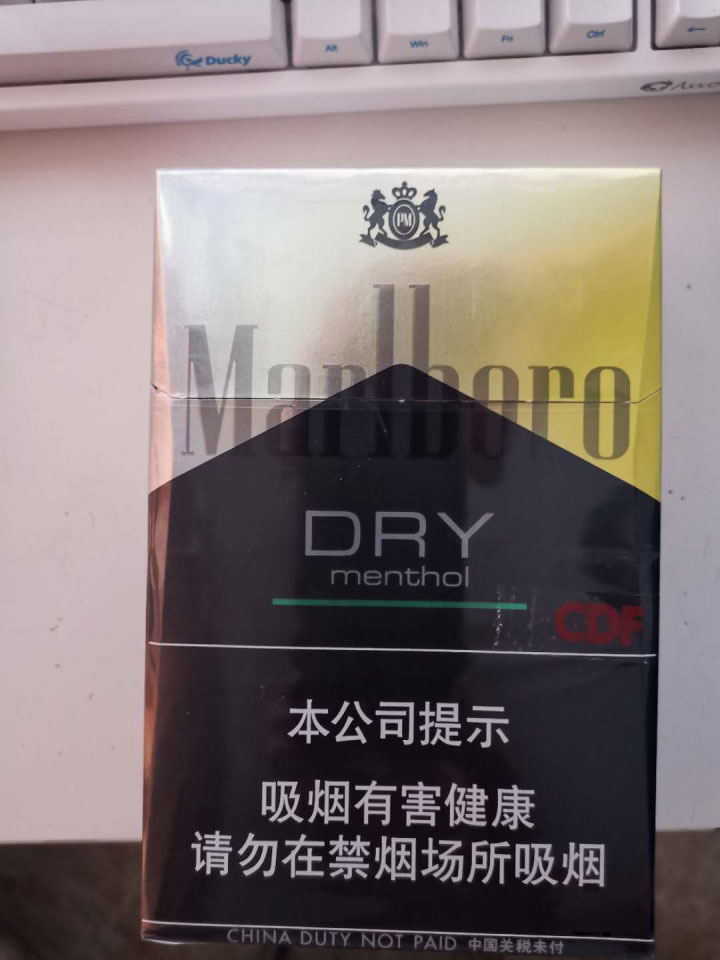 Ducky
Alt
Win
Fn
Ctrl
←
PM
Marlboro
DRY
menthol
CDF
本公司提示
吸烟有害健康
请勿在禁烟场所吸烟
CHINA DUTY NOT PAID 中国关税未付